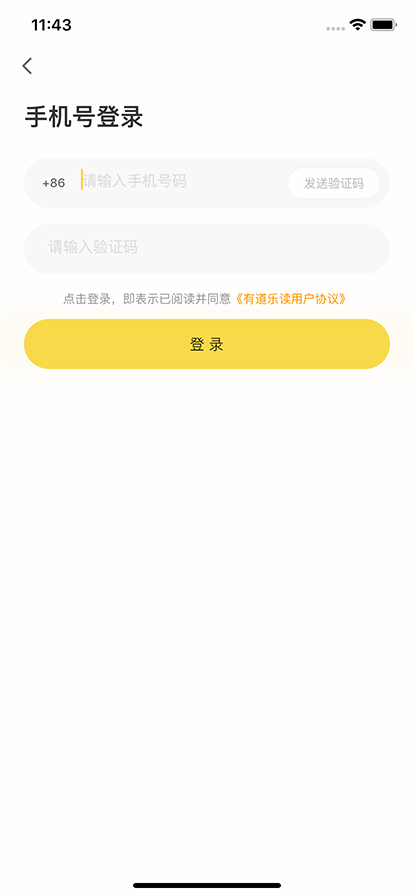 11:43
手机号登录
+86 请输入手机号码 发送验证码
请输入验证码
点击登录，即表示已阅读并同意《有道乐读用户协议》
登 录